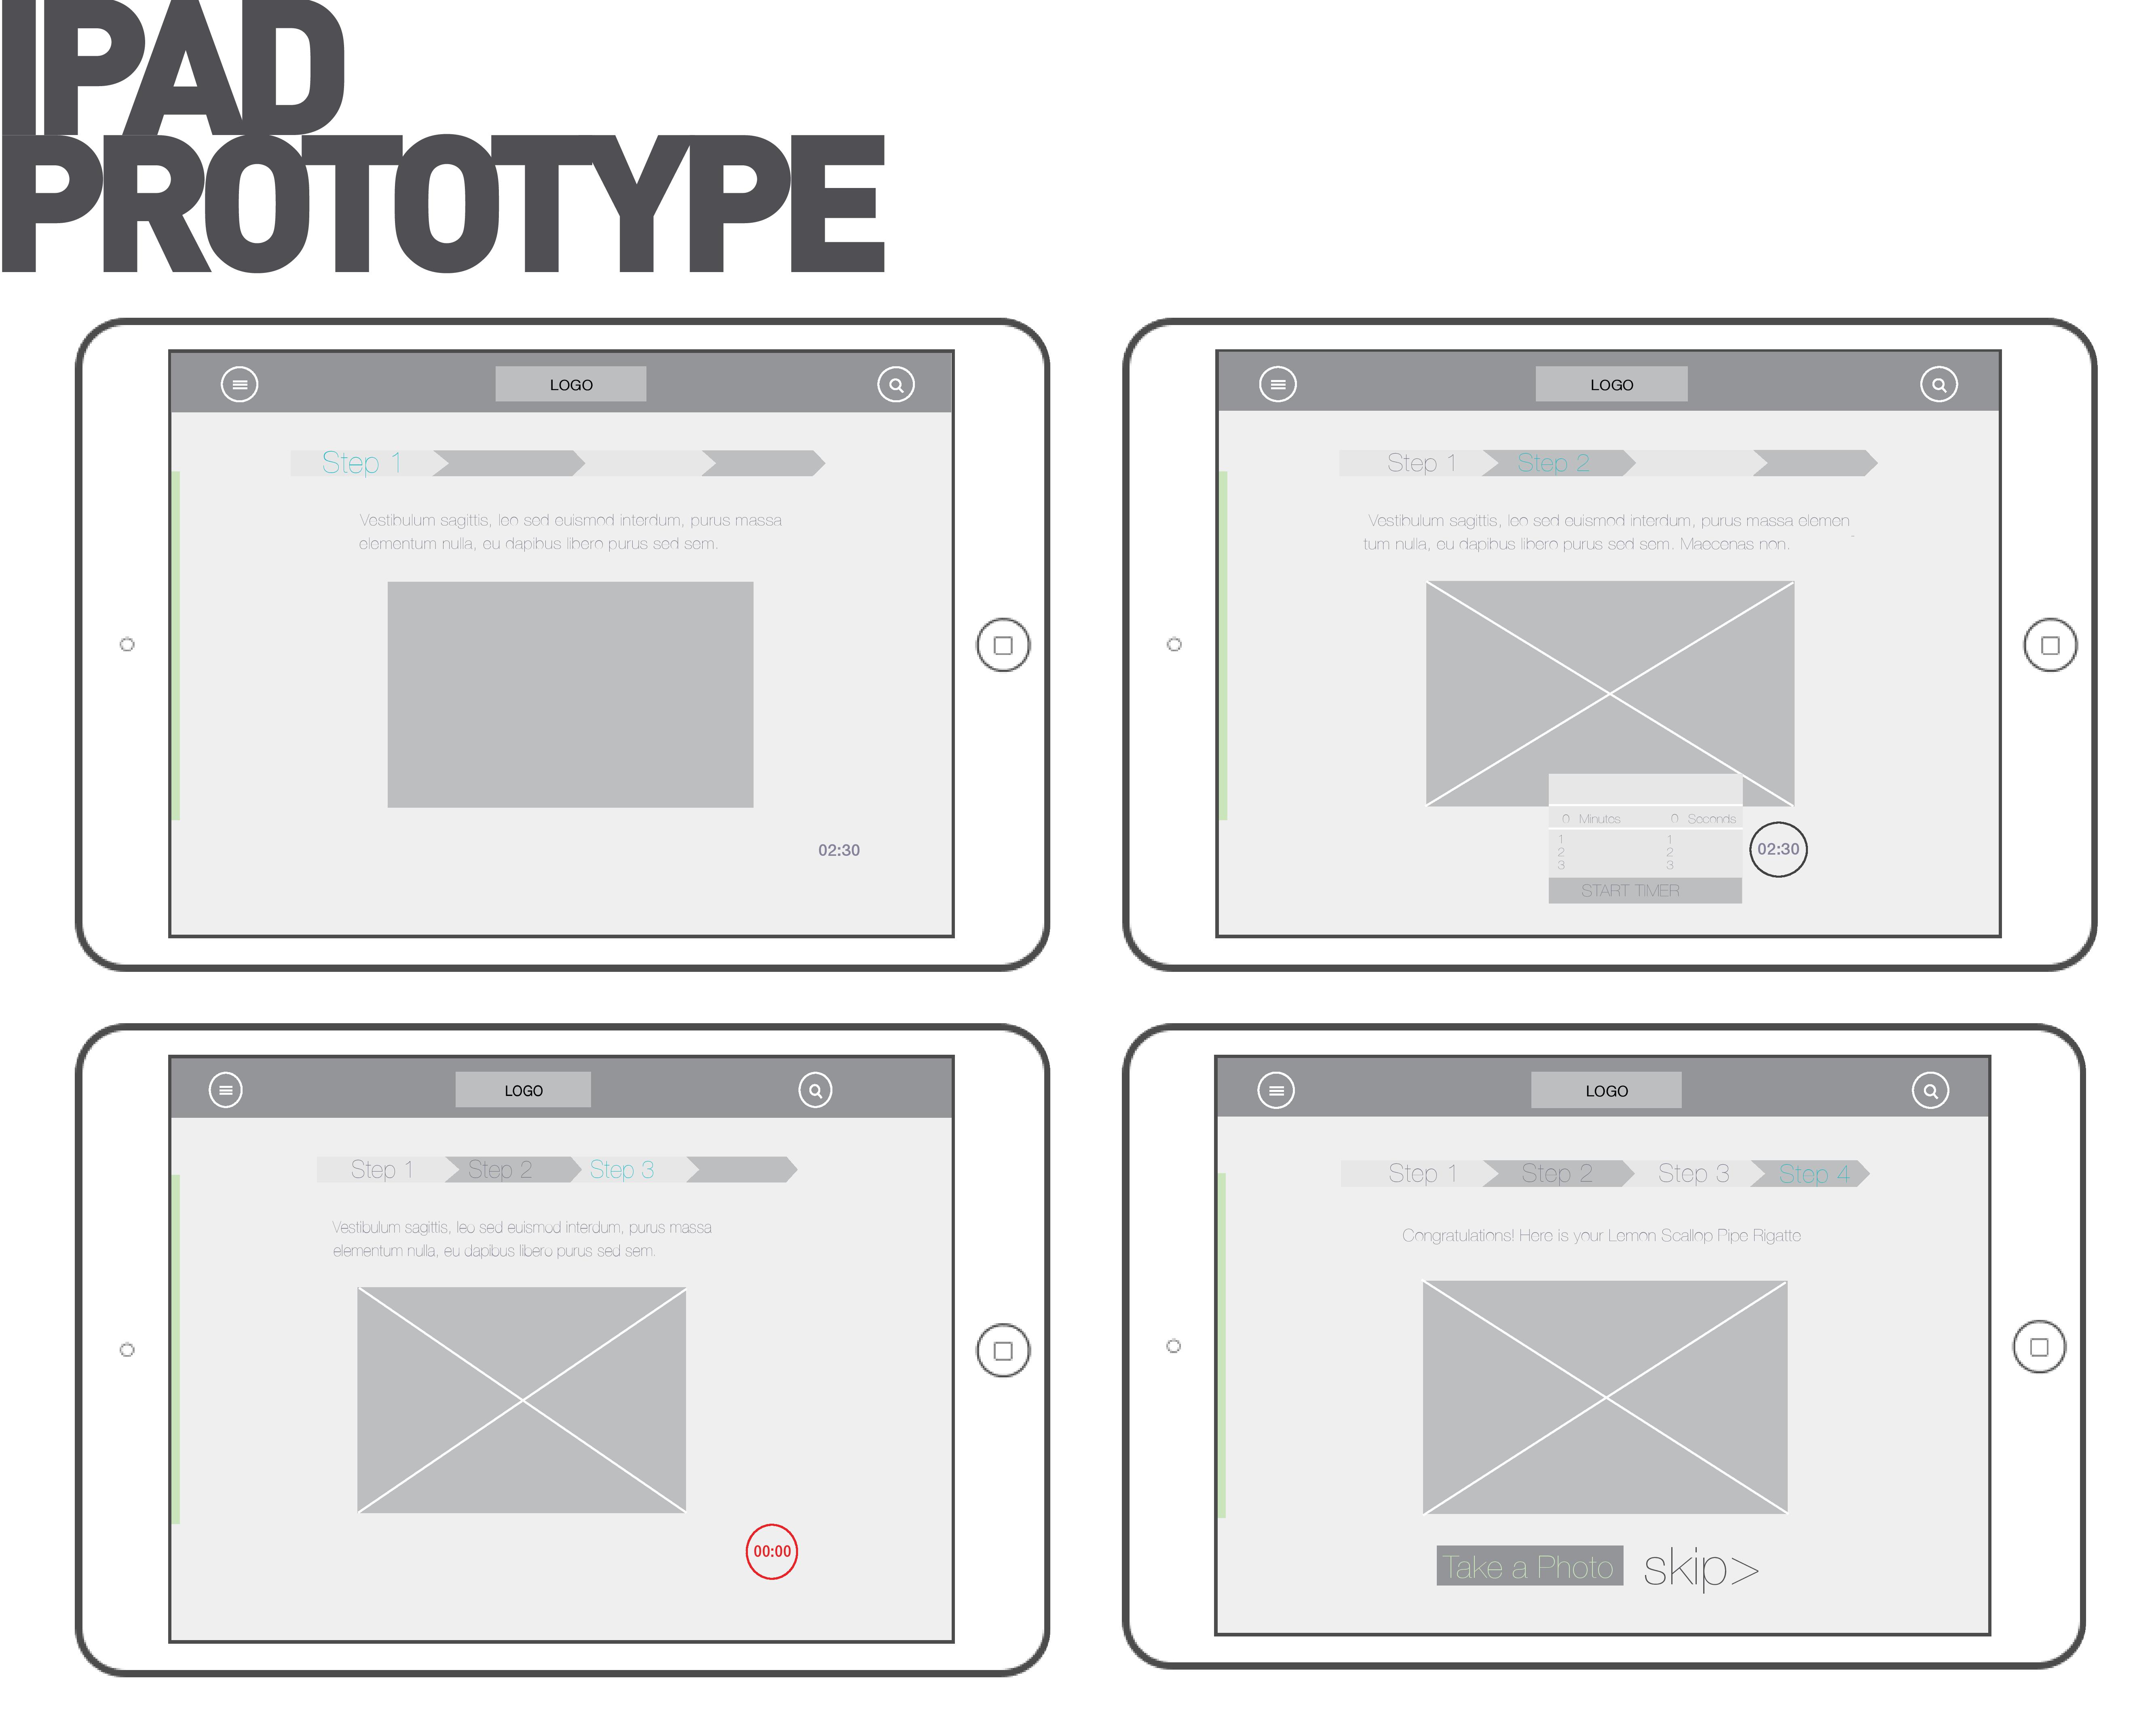 IPAD
PROTOTYPE
LOGO
Step 1
Vestibulum sagittis, leo sed euismod interdum, purus massa
elementum nulla, eu dapibus libero purus sed sem.
02:30
LOGO
Step 1 Step 2
Vestibulum sagittis, leo sed euismod interdum, purus massa elemen
tum nulla, eu dapibus libero purus sed sem. Maecenas non.
0 Minutes 0 Seconds
1 1
2 2
3 3
START TIMER
02:30
LOGO
Step 1 Step 2 Step 3
Vestibulum sagittis, leo sed euismod interdum, purus massa
elementum nulla, eu dapibus libero purus sed sem.
00:00
LOGO
Step 1 Step 2 Step 3 Step 4
Congratulations! Here is your Lemon Scallop Pipe Rigatte
Take a Photo skip>